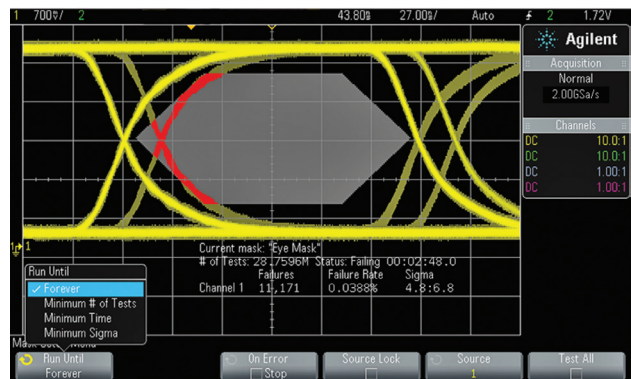 1 700▽/ 2 43.80s 27.00s/ Auto 2 1.72V
Agilent
Acquisition
Normal
2.00GSa/s
Channels
DC 10.0:1
DC 10.0:1
DC 1.00:1
DC 1.00:1
1
Current mask: "Eye Mask"
# of Tests: 28.7596M Status: Failing 00:02:48.0
Failures Failure Rate Sigma
Channel 1 11,171 0.0388% 4.8:6.8
Run Until
Forever
Minimum # of Tests
Minimum Time
Minimum Sigma
Menu
Run Until
Forever
On Error
Stop
Source Lock
Source
1
Test All